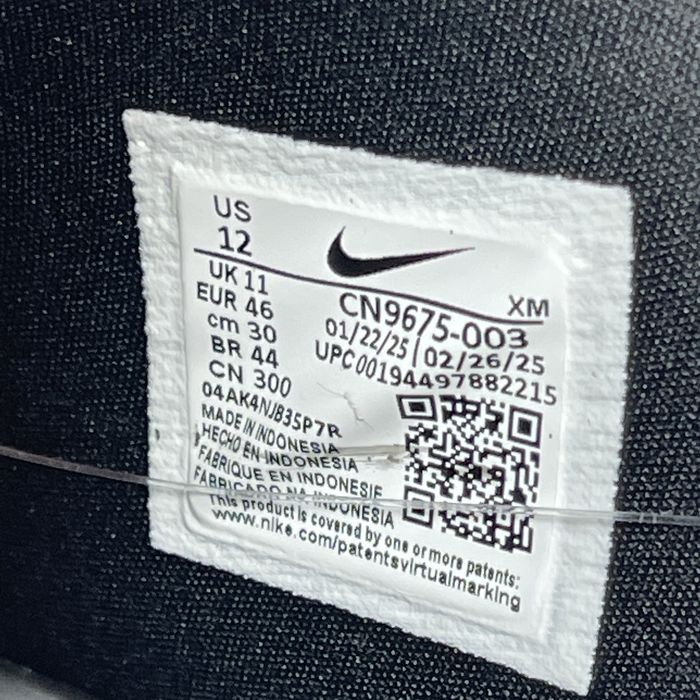 US
12
XM
UK 11
EUR 46
cm 30
BR 44
CN 300
CN9675-003
01/22/25 | 02/26/25
UPC00194497882215
04AK4NJB35P7R
MADE IN INDONESIA
HECHO EN INDONESIA
FABRIQUE EN INDONESIE
FABRICADO NA INDONESIA
This product is covered by one or more patents:
www.nike.com/patentsvirtualmarking